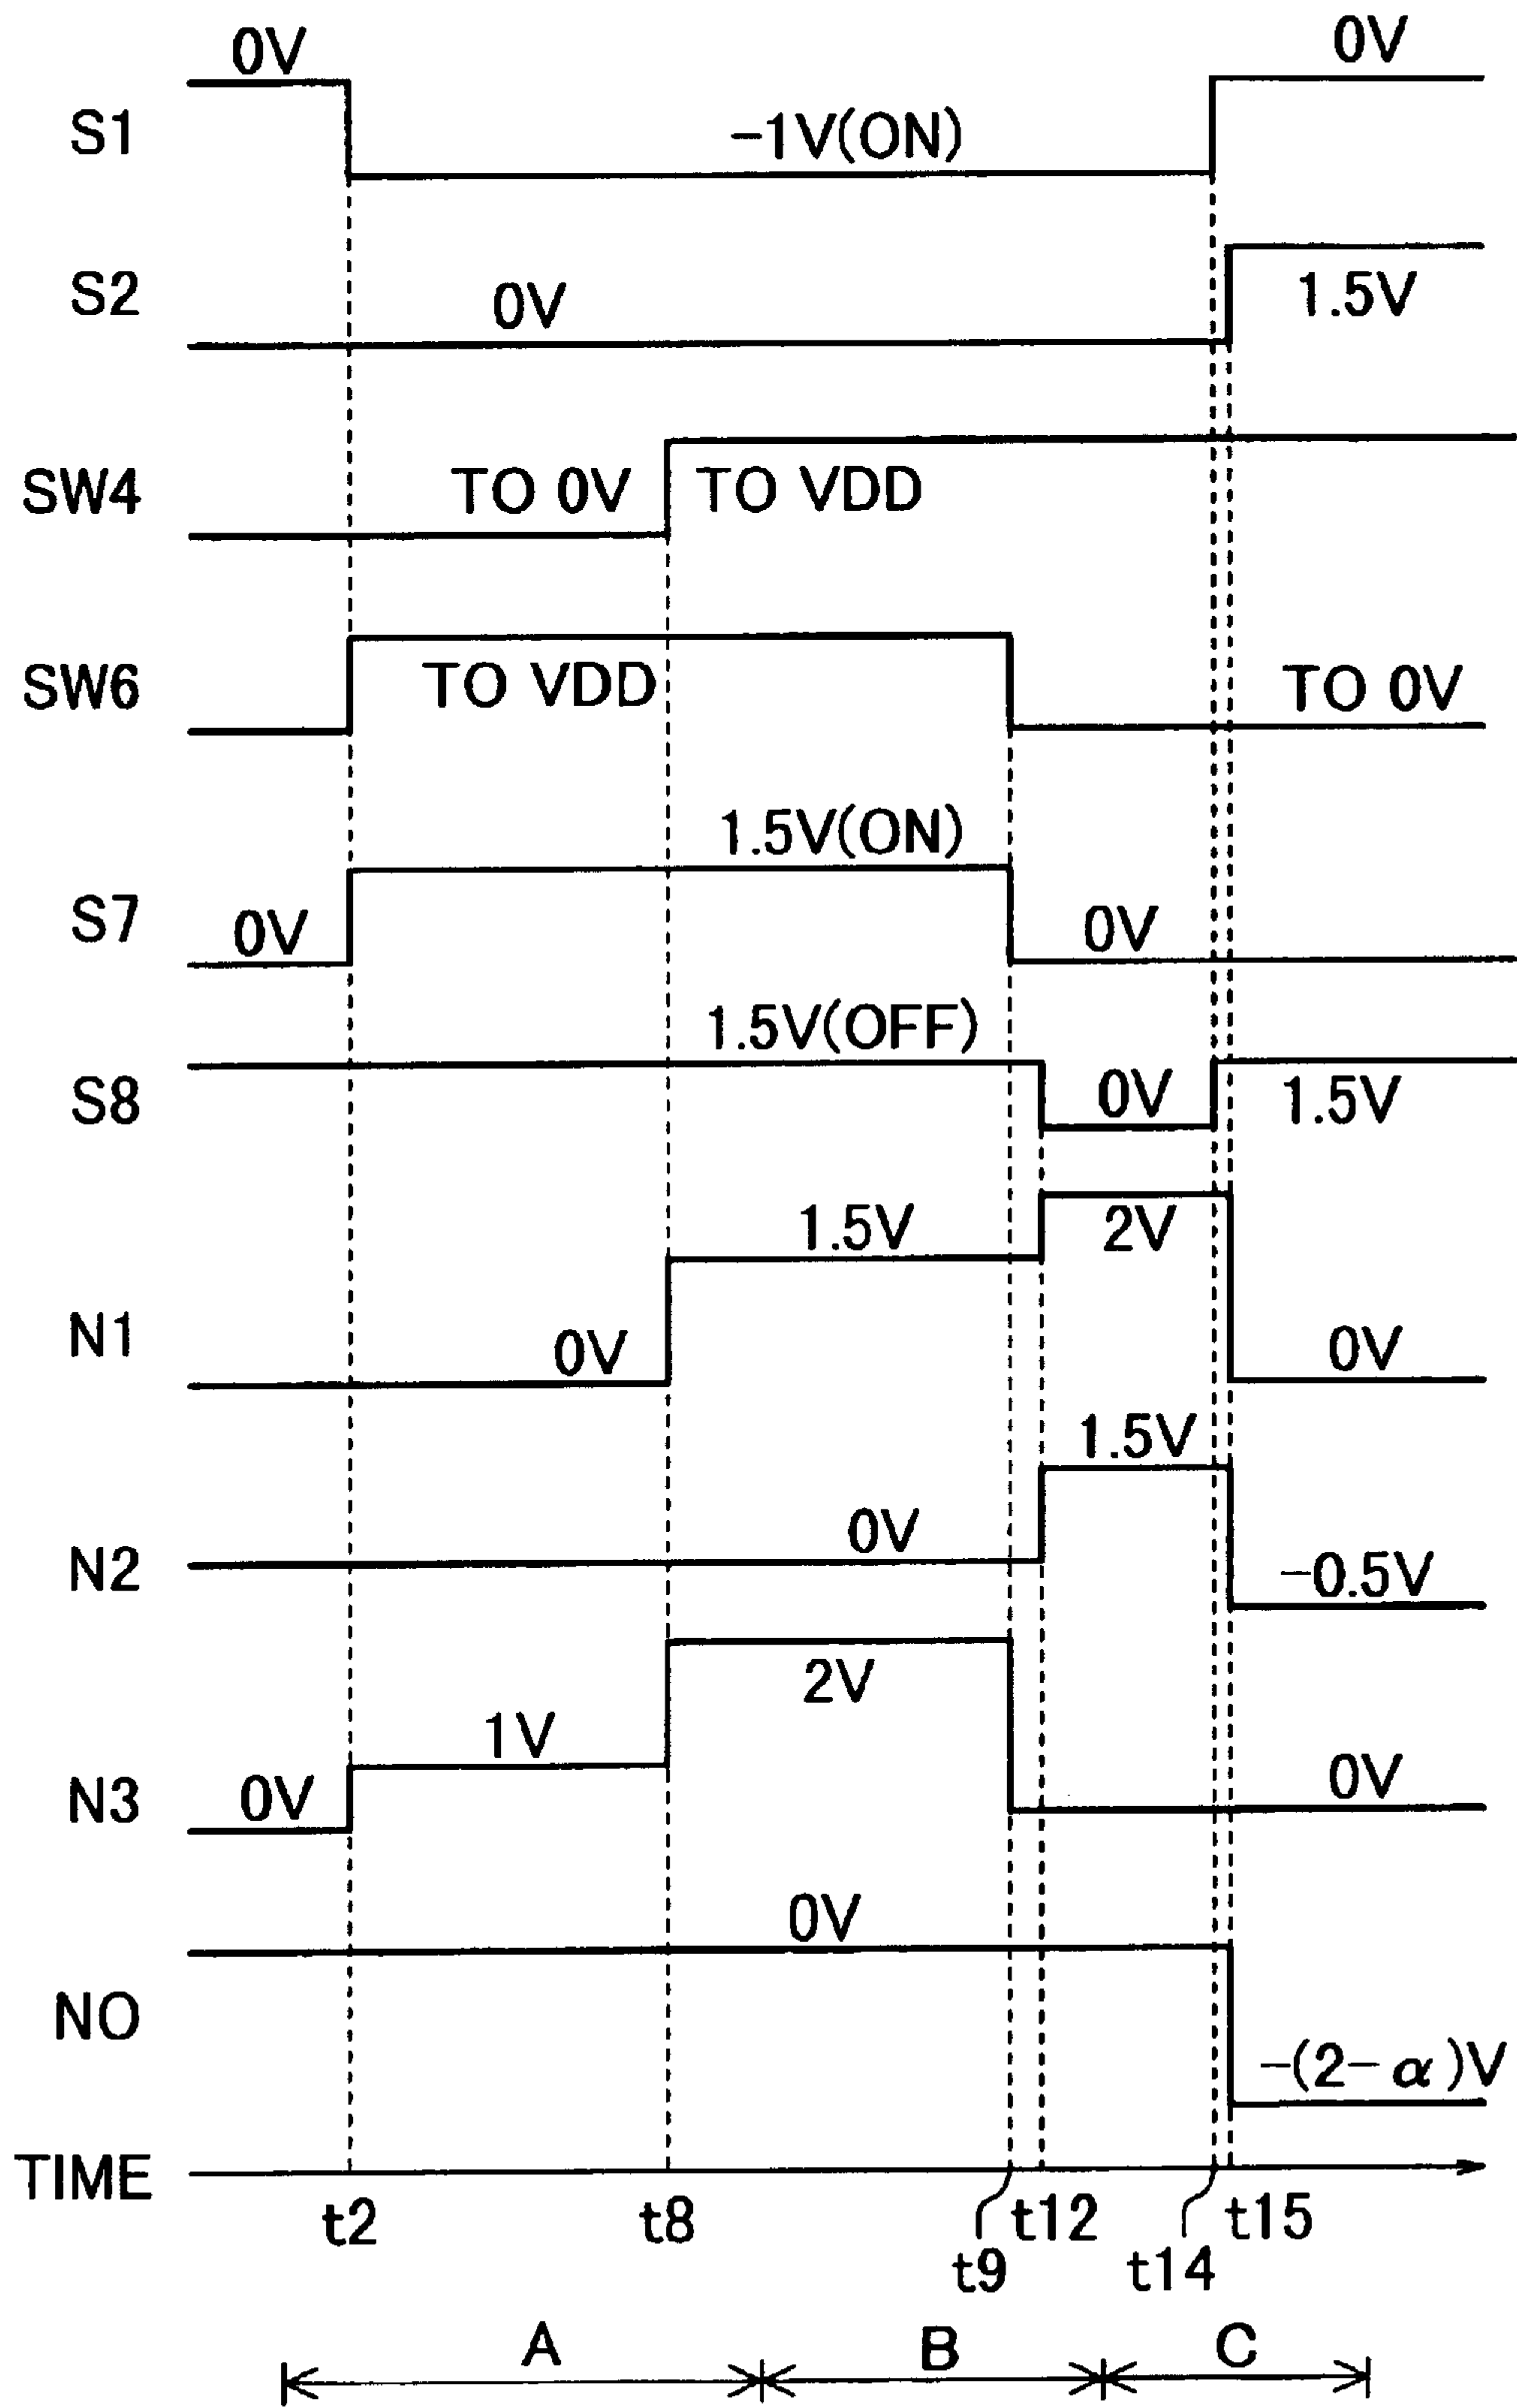 0V 0V
S1 -1V(ON)
S2 0V 1.5V
SW4 TO 0V TO VDD
SW6 TO VDD TO 0V
1.5V(ON)
S7 0V 0V
1.5V(OFF)
S8 0V 1.5V
1.5V 2V
N1 0V 0V
1.5V
N2 0V -0.5V
2V
1V
N3 0V 0V
0V
NO
-(2-α)V
TIME
t2 t8 t12 t15
t9 t14
A B C